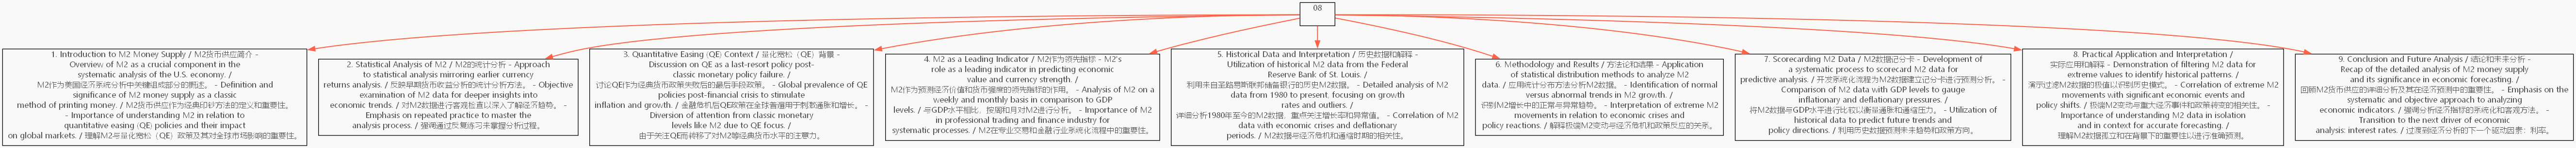 08
1. Introduction to M2 Money Supply / M2货币供应简介 -
Overview of M2 as a crucial component in the
systematic analysis of the U.S. economy. /
M2作为美国经济系统分析中关键组成部分的概述。 - Definition and
significance of M2 money supply as a classic
method of printing money. / M2货币供应作为经典印钞方法的定义和重要性。
- Importance of understanding M2 in relation to
quantitative easing (QE) policies and their impact
on global markets. / 理解M2与量化宽松（QE）政策及其对全球市场影响的重要性。
2. Statistical Analysis of M2 / M2的统计分析 - Approach
to statistical analysis mirroring earlier currency
returns analysis. / 反映早期货币收益分析的统计分析方法。 - Objective
examination of M2 data for deeper insights into
economic trends. / 对M2数据进行客观检查以深入了解经济趋势。 -
Emphasis on repeated practice to master the
analysis process. / 强调通过反复练习来掌握分析过程。
3. Quantitative Easing (QE) Context / 量化宽松（QE）背景 -
Discussion on QE as a last-resort policy post-
classic monetary policy failure. /
讨论QE作为经典货币政策失败后的最后手段政策。 - Global prevalence of QE
policies post-financial crisis to stimulate
inflation and growth. / 金融危机后QE政策在全球普遍用于刺激通胀和增长。 -
Diversion of attention from classic monetary
levels like M2 due to QE focus. /
由于关注QE而转移了对M2等经典货币水平的注意力。
4. M2 as a Leading Indicator / M2作为领先指标 - M2's
role as a leading indicator in predicting economic
value and currency strength. /
M2作为预测经济价值和货币强度的领先指标的作用。 - Analysis of M2 on a
weekly and monthly basis in comparison to GDP
levels. / 与GDP水平相比，按周和月对M2进行分析。 - Importance of M2
in professional trading and finance industry for
systematic processes. / M2在专业交易和金融行业系统化流程中的重要性。
5. Historical Data and Interpretation / 历史数据和解释 -
Utilization of historical M2 data from the Federal
Reserve Bank of St. Louis. /
利用来自圣路易斯联邦储备银行的历史M2数据。 - Detailed analysis of M2
data from 1980 to present, focusing on growth
rates and outliers. /
详细分析1980年至今的M2数据，重点关注增长率和异常值。 - Correlation of M2
data with economic crises and deflationary
periods. / M2数据与经济危机和通缩时期的相关性。
6. Methodology and Results / 方法论和结果 - Application
of statistical distribution methods to analyze M2
data. / 应用统计分布方法分析M2数据。 - Identification of normal
versus abnormal trends in M2 growth. /
识别M2增长中的正常与异常趋势。 - Interpretation of extreme M2
movements in relation to economic crises and
policy reactions. / 解释极端M2变动与经济危机和政策反应的关系。
7. Scorecarding M2 Data / M2数据记分卡 - Development of
a systematic process to scorecard M2 data for
predictive analysis. / 开发系统化流程为M2数据建立记分卡进行预测分析。 -
Comparison of M2 data with GDP levels to gauge
inflationary and deflationary pressures. /
将M2数据与GDP水平进行比较以衡量通胀和通缩压力。 - Utilization of
historical data to predict future trends and
policy directions. / 利用历史数据预测未来趋势和政策方向。
8. Practical Application and Interpretation /
实际应用和解释 - Demonstration of filtering M2 data for
extreme values to identify historical patterns. /
演示过滤M2数据的极值以识别历史模式。 - Correlation of extreme M2
movements with significant economic events and
policy shifts. / 极端M2变动与重大经济事件和政策转变的相关性。 -
Importance of understanding M2 data in isolation
and in context for accurate forecasting. /
理解M2数据孤立和在背景下的重要性以进行准确预测。
9. Conclusion and Future Analysis / 结论和未来分析 -
Recap of the detailed analysis of M2 money supply
and its significance in economic forecasting. /
回顾M2货币供应的详细分析及其在经济预测中的重要性。 - Emphasis on the
systematic and objective approach to analyzing
economic indicators. / 强调分析经济指标的系统化和客观方法。 -
Transition to the next driver of economic
analysis: interest rates. / 过渡到经济分析的下一个驱动因素：利率。